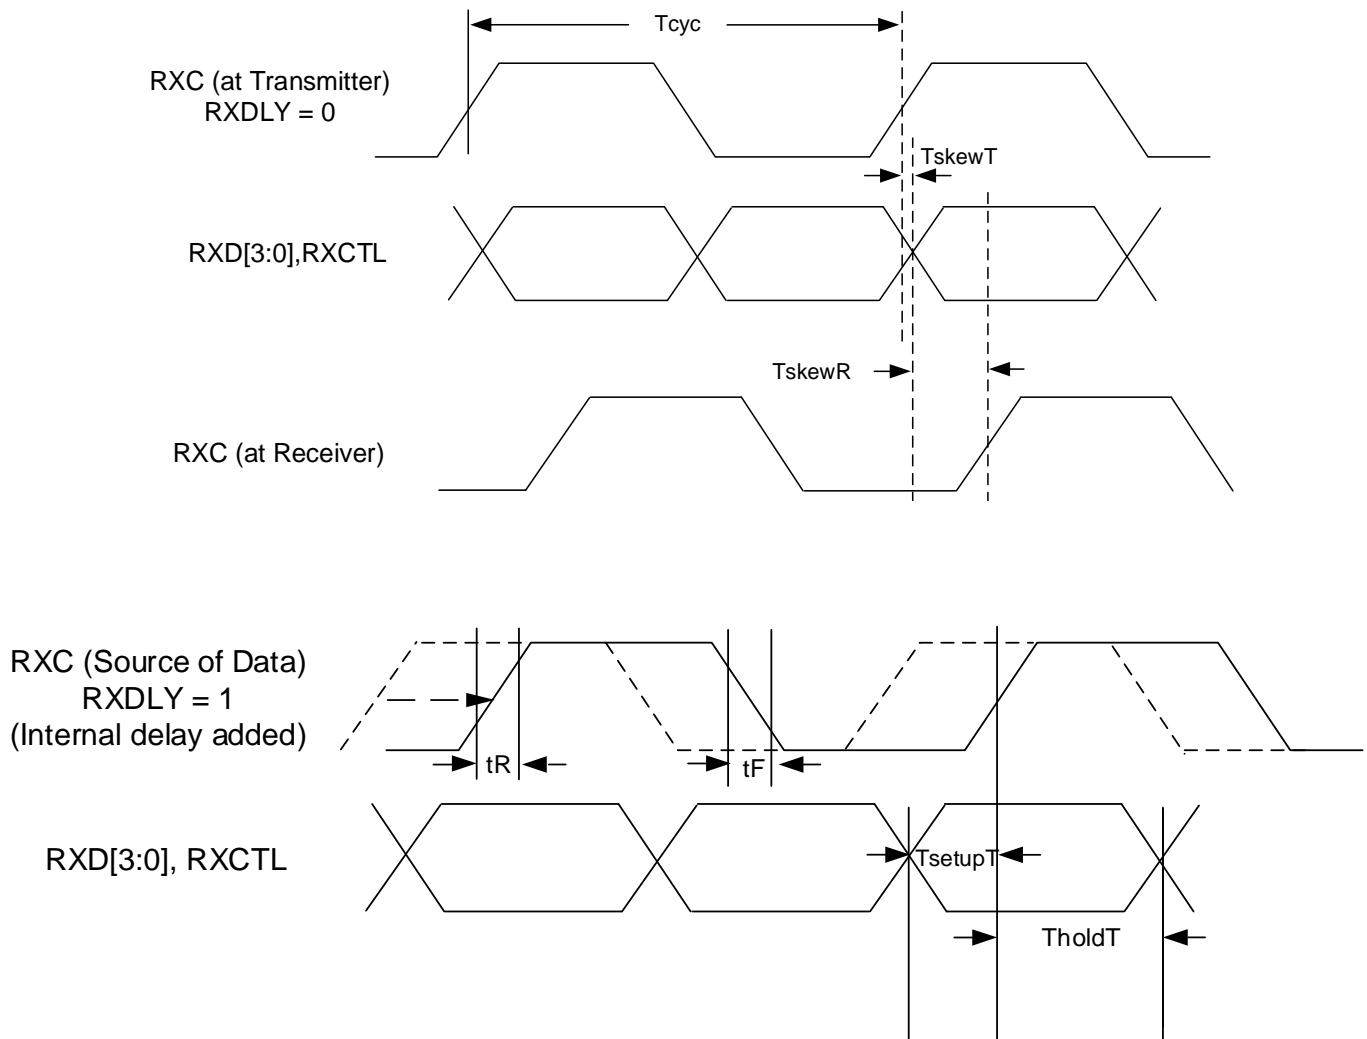 Tcyc
RXC (at Transmitter)
RXDLY = 0
TskewT
RXD[3:0],RXCTL
TskewR
RXC (at Receiver)
RXC (Source of Data)
RXDLY = 1
(Internal delay added)
tR
tF
RXD[3:0], RXCTL
TsetupT
TholdT